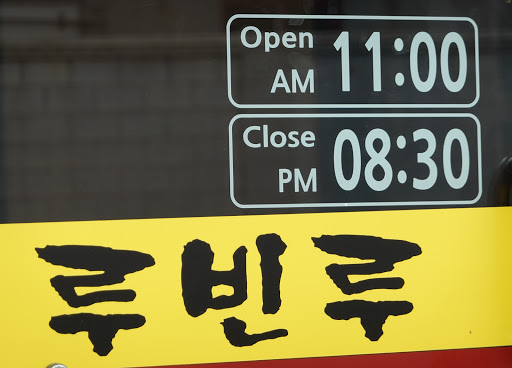 Open
AM 11:00
Close
PM 08:30
루빈루